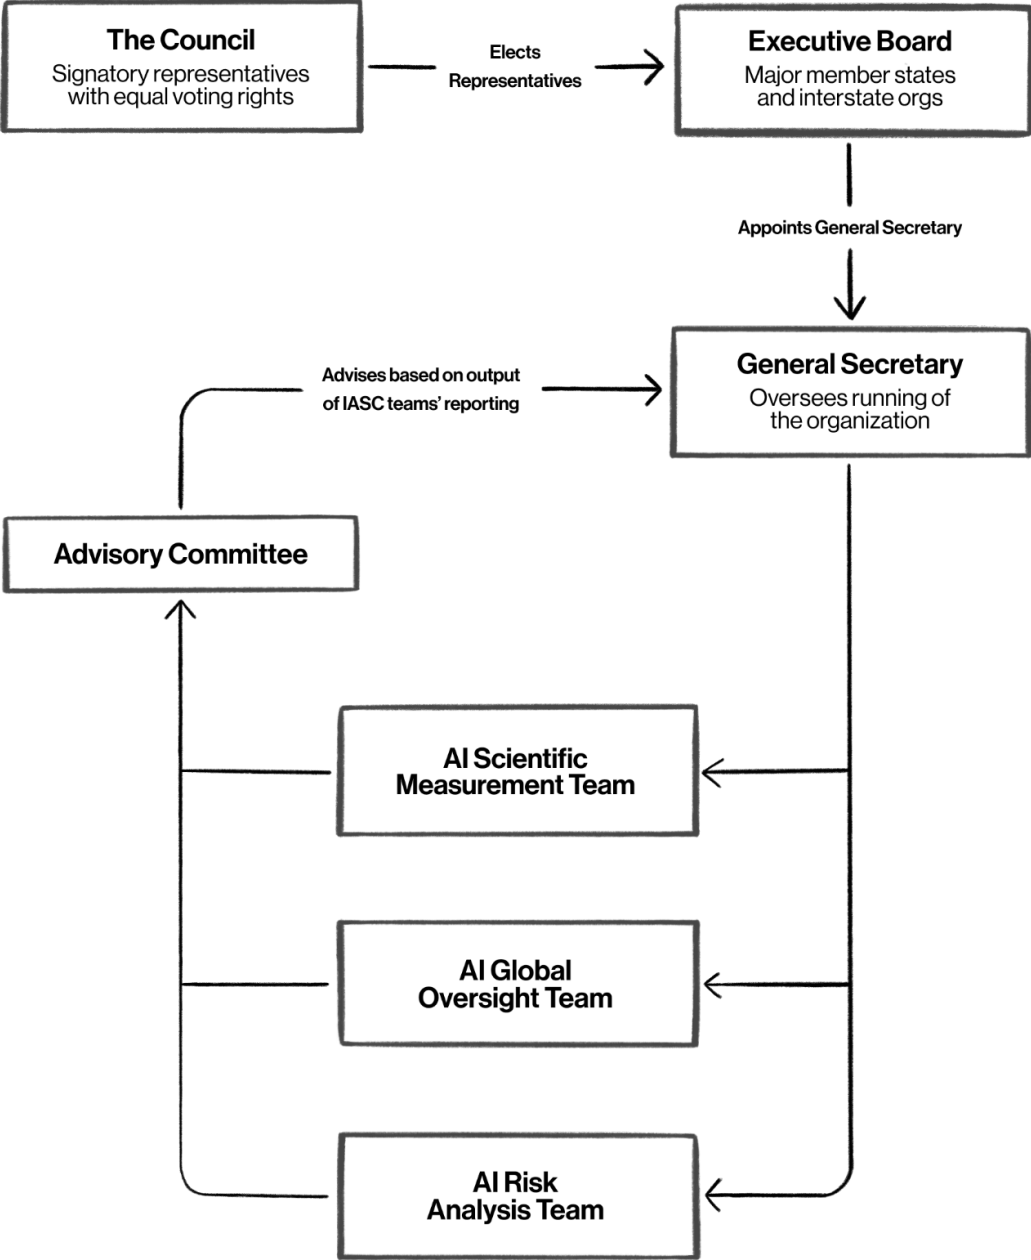 The Council
Signatory representatives
with equal voting rights
Elects
Representatives
Executive Board
Major member states
and interstate orgs
Appoints General Secretary
General Secretary
Oversees running of
the organization
Advises based on output
of IASC teams’ reporting
Advisory Committee
AI Scientific
Measurement Team
AI Global
Oversight Team
AI Risk
Analysis Team